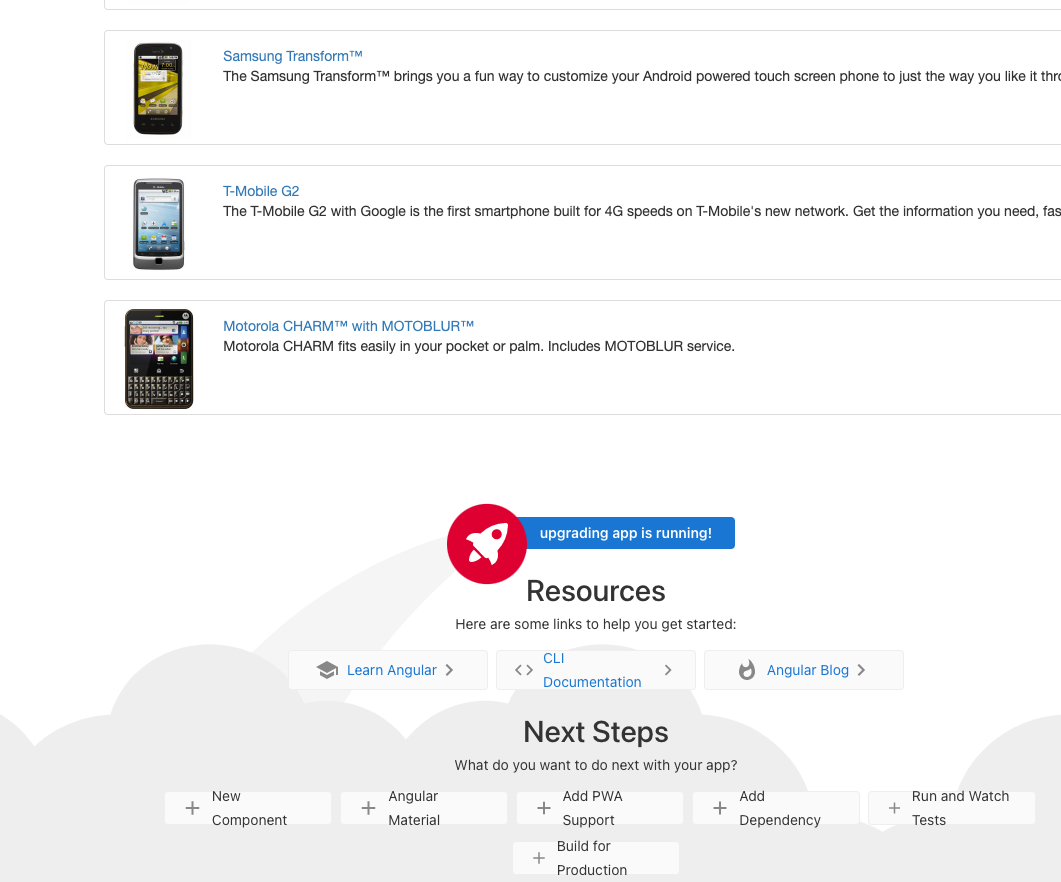 Samsung Transform™
The Samsung Transform™ brings you a fun way to customize your Android powered touch screen phone to just the way you like it thro
T-Mobile G2
The T-Mobile G2 with Google is the first smartphone built for 4G speeds on T-Mobile's new network. Get the information you need, fas
Motorola CHARM™ with MOTOBLUR™
Motorola CHARM fits easily in your pocket or palm. Includes MOTOBLUR service.
upgrading app is running!
Resources
Here are some links to help you get started:
Learn Angular
CLI
Documentation
Angular Blog
Next Steps
What do you want to do next with your app?
New
Component
Angular
Material
Add PWA
Support
Add
Dependency
Run and Watch
Tests
Build for
Production